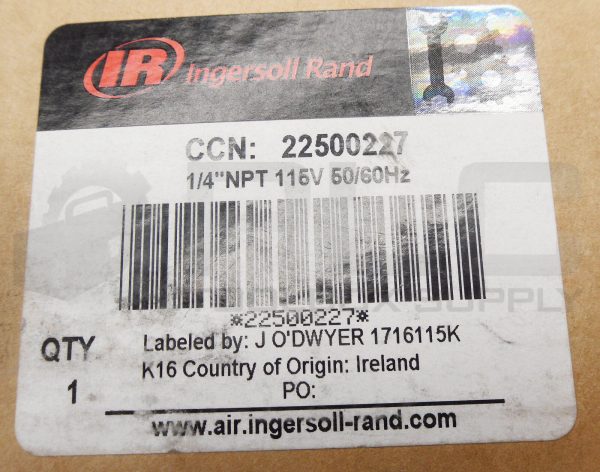 IR Ingersoll Rand
CCN: 22500227
1/4"NPT 115V 50/60Hz
*22500227*
QTY
1
Labeled by: J O'DWYER 1716115K
K16 Country of Origin: Ireland
PO:
www.air.ingersoll-rand.com
SUPPLY